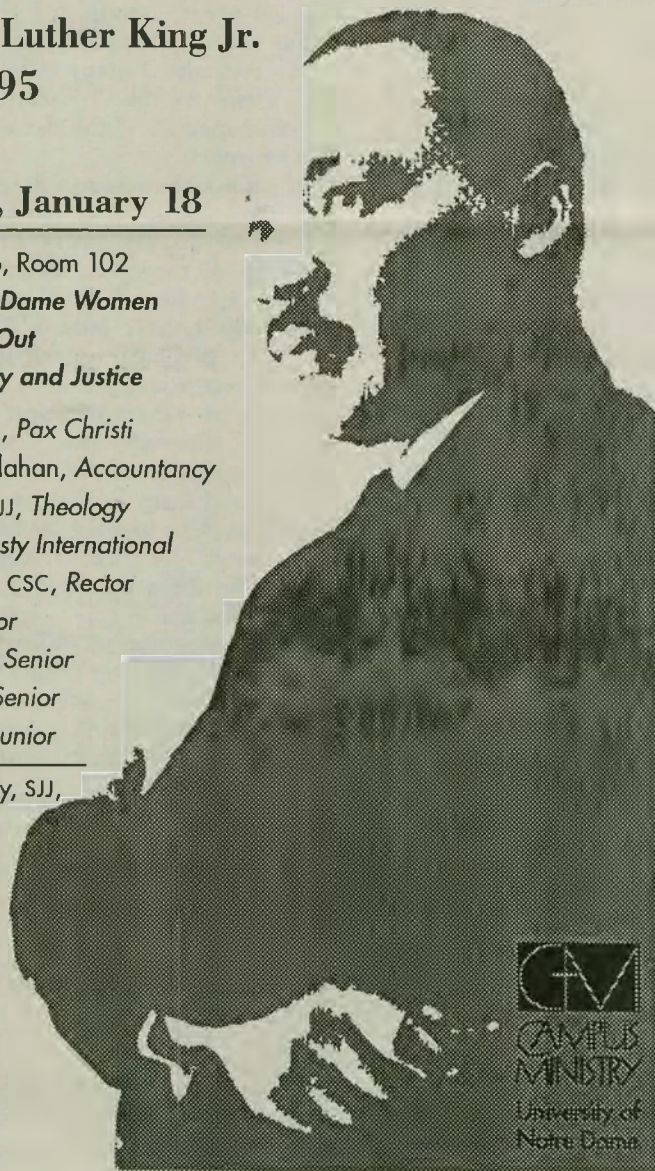 Luther King Jr.
95
, January 18
, Room 102
Dame Women
Out
y and Justice
, Pax Christi
lahan, Accountancy
JJ, Theology
sty International
, CSC, Rector
or
Senior
Senior
unior
y, SJJ,
CM
CAMPUS
MINISTRY
University of
Notre Dame